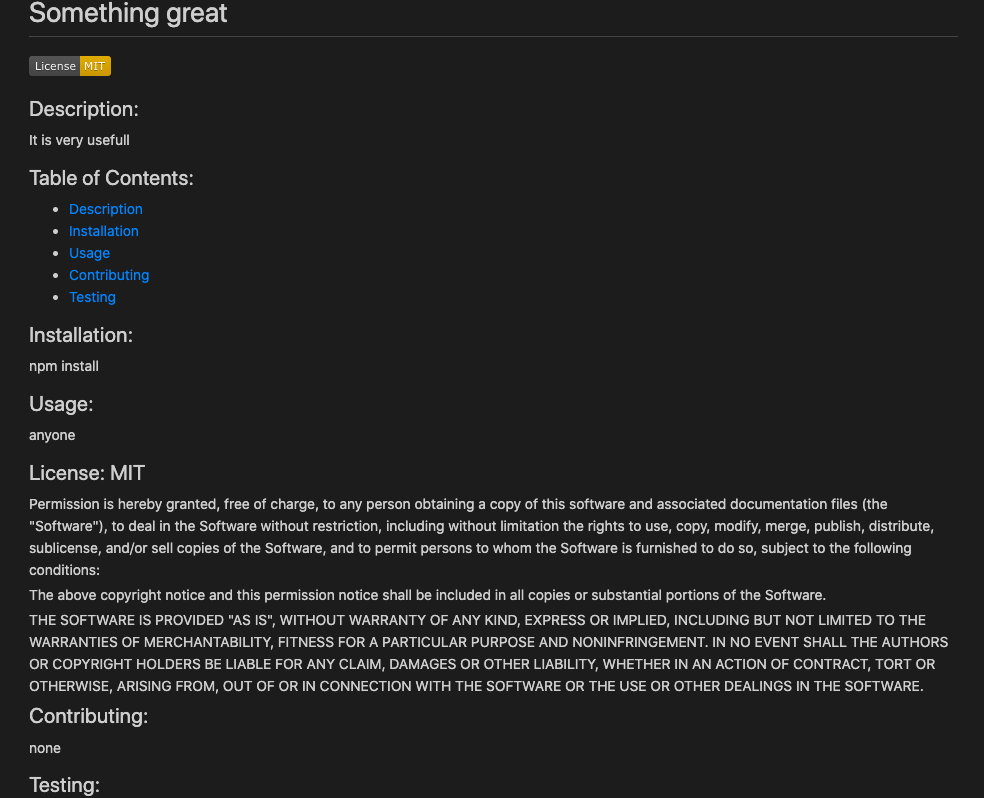 Something great
License MIT
Description:
It is very usefull
Table of Contents:
Description
Installation
Usage
Contributing
Testing
Installation:
npm install
Usage:
anyone
License: MIT
Permission is hereby granted, free of charge, to any person obtaining a copy of this software and associated documentation files (the
"Software"), to deal in the Software without restriction, including without limitation the rights to use, copy, modify, merge, publish, distribute,
sublicense, and/or sell copies of the Software, and to permit persons to whom the Software is furnished to do so, subject to the following
conditions:
The above copyright notice and this permission notice shall be included in all copies or substantial portions of the Software.
THE SOFTWARE IS PROVIDED "AS IS", WITHOUT WARRANTY OF ANY KIND, EXPRESS OR IMPLIED, INCLUDING BUT NOT LIMITED TO THE
WARRANTIES OF MERCHANTABILITY, FITNESS FOR A PARTICULAR PURPOSE AND NONINFRINGEMENT. IN NO EVENT SHALL THE AUTHORS
OR COPYRIGHT HOLDERS BE LIABLE FOR ANY CLAIM, DAMAGES OR OTHER LIABILITY, WHETHER IN AN ACTION OF CONTRACT, TORT OR
OTHERWISE, ARISING FROM, OUT OF OR IN CONNECTION WITH THE SOFTWARE OR THE USE OR OTHER DEALINGS IN THE SOFTWARE.
Contributing:
none
Testing: